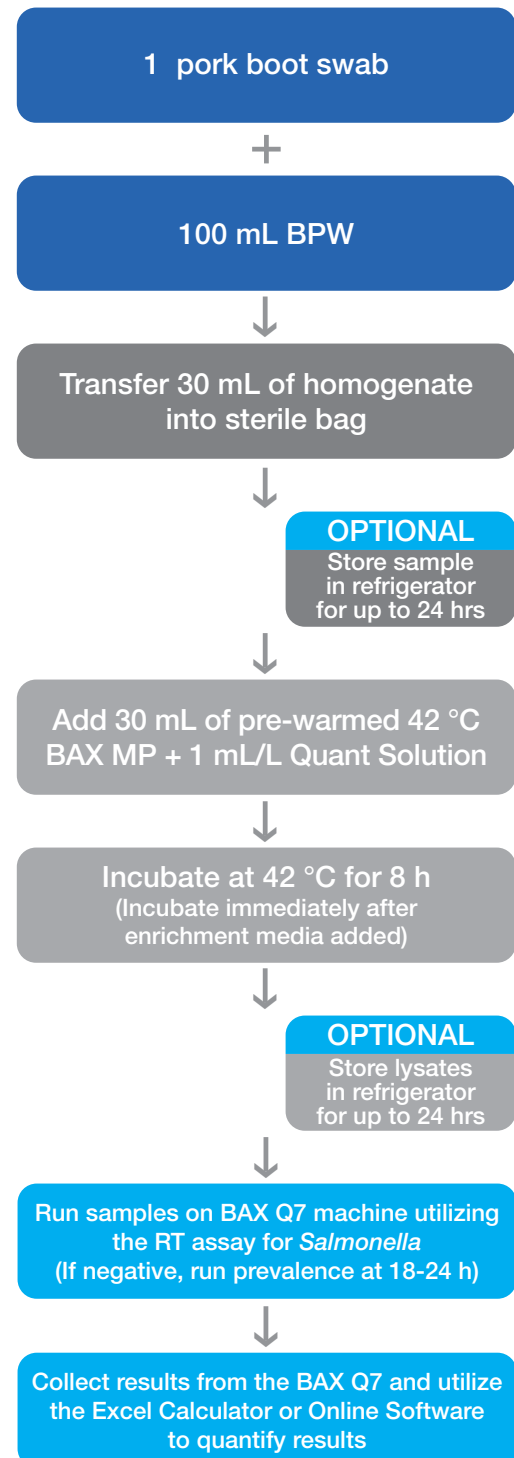 1 pork boot swab
+
100 mL BPW
↓
Transfer 30 mL of homogenate
into sterile bag
↓
OPTIONAL
Store sample
in refrigerator
for up to 24 hrs
↓
Add 30 mL of pre-warmed 42 °C
BAX MP + 1 mL/L Quant Solution
↓
Incubate at 42 °C for 8 h
(Incubate immediately after
enrichment media added)
↓
OPTIONAL
Store lysates
in refrigerator
for up to 24 hrs
↓
Run samples on BAX Q7 machine utilizing
the RT assay for Salmonella
(If negative, run prevalence at 18-24 h)
↓
Collect results from the BAX Q7 and utilize
the Excel Calculator or Online Software
to quantify results